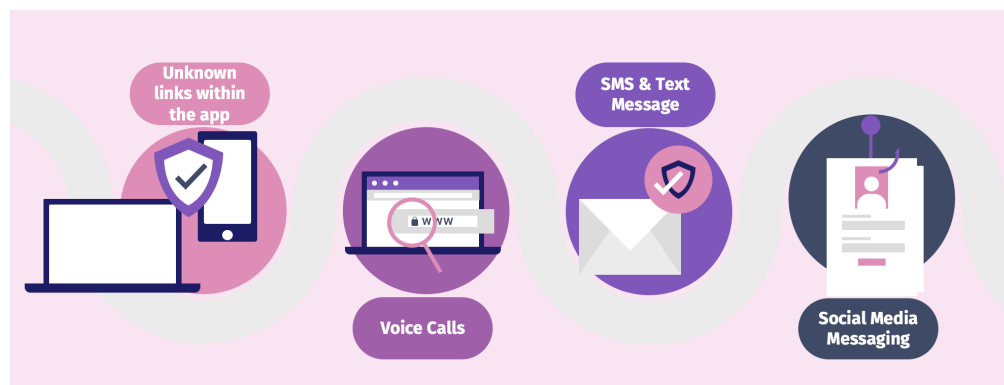 Unknown
links within
the app
WWW
Voice Calls
SMS & Text
Message
Social Media
Messaging